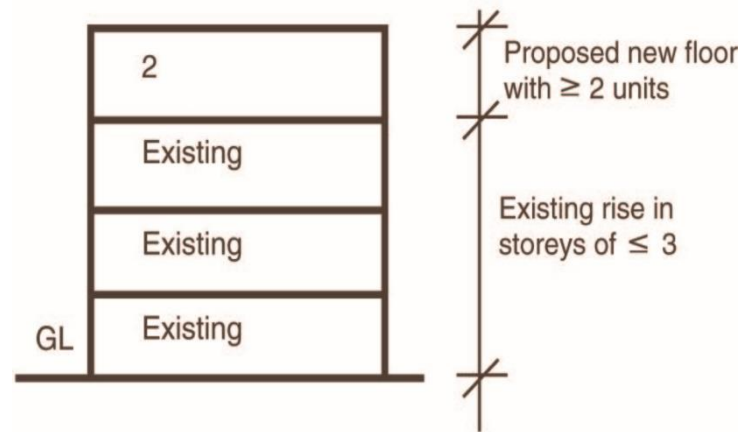 2
Proposed new floor
with ≥ 2 units
Existing
Existing
Existing rise in
storeys of ≤ 3
Existing
GL